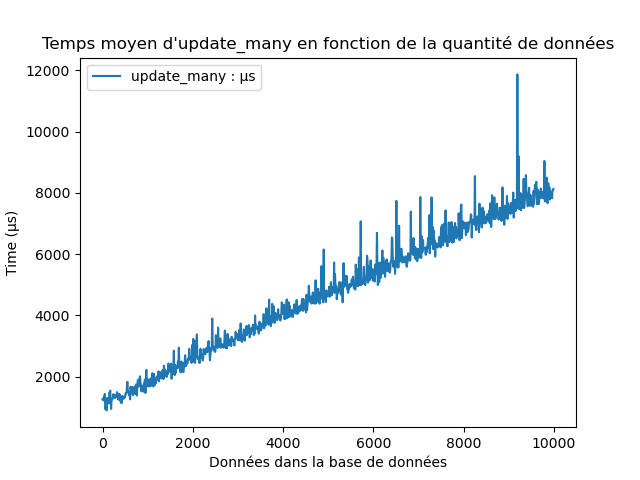 Temps moyen d'update_many en fonction de la quantité de données
update_many : µs
12000
10000
8000
6000
4000
2000
Time (µs)
0 2000 4000 6000 8000 10000
Données dans la base de données